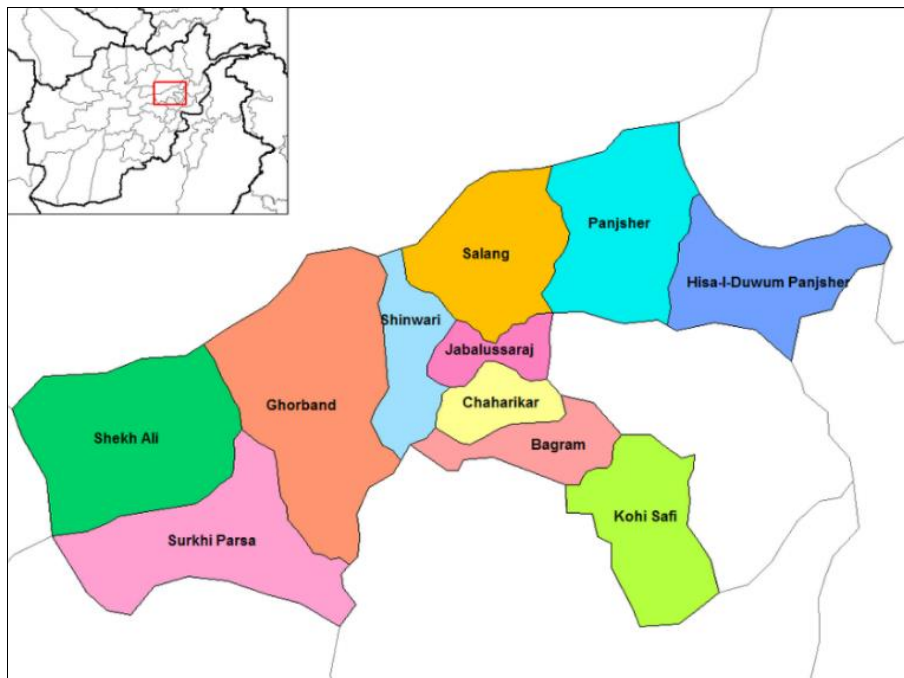 Panjsher
Salang
Hisa-I-Duwum Panjsher
Shinwari
Jabalussaraj
Ghorband
Chaharikar
Shekh Ali
Bagram
Kohi Safi
Surkhi Parsa